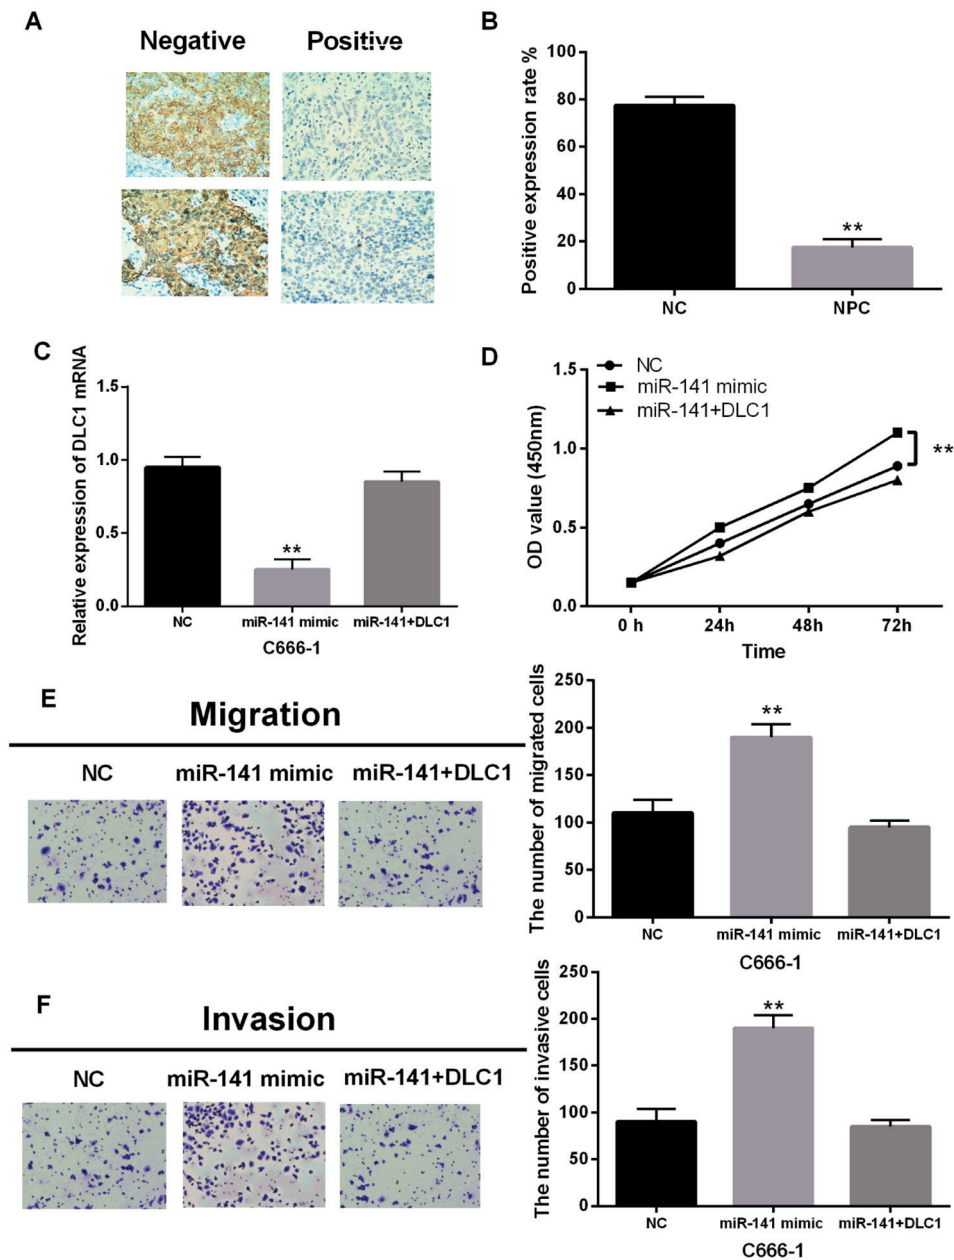 A
Negative
Positive
B
Positive expression rate %
100
80
60
40
20
0
**
NC
NPC
C
Relative expression of DLC1 mRNA
1.5
1.0
0.5
0.0
**
NC
miR-141 mimic
miR-141+DLC1
C666-1
D
NC
miR-141 mimic
miR-141+DLC1
OD value (450nm)
1.5
1.0
0.5
0.0
**
0 h
24h
48h
72h
Time
E
Migration
NC
miR-141 mimic
miR-141+DLC1
The number of migrated cells
250
200
150
100
50
0
**
NC
miR-141 mimic
miR-141+DLC1
C666-1
F
Invasion
NC
miR-141 mimic
miR-141+DLC1
The number of invasive cells
250
200
150
100
50
0
**
NC
miR-141 mimic
miR-141+DLC1
C666-1